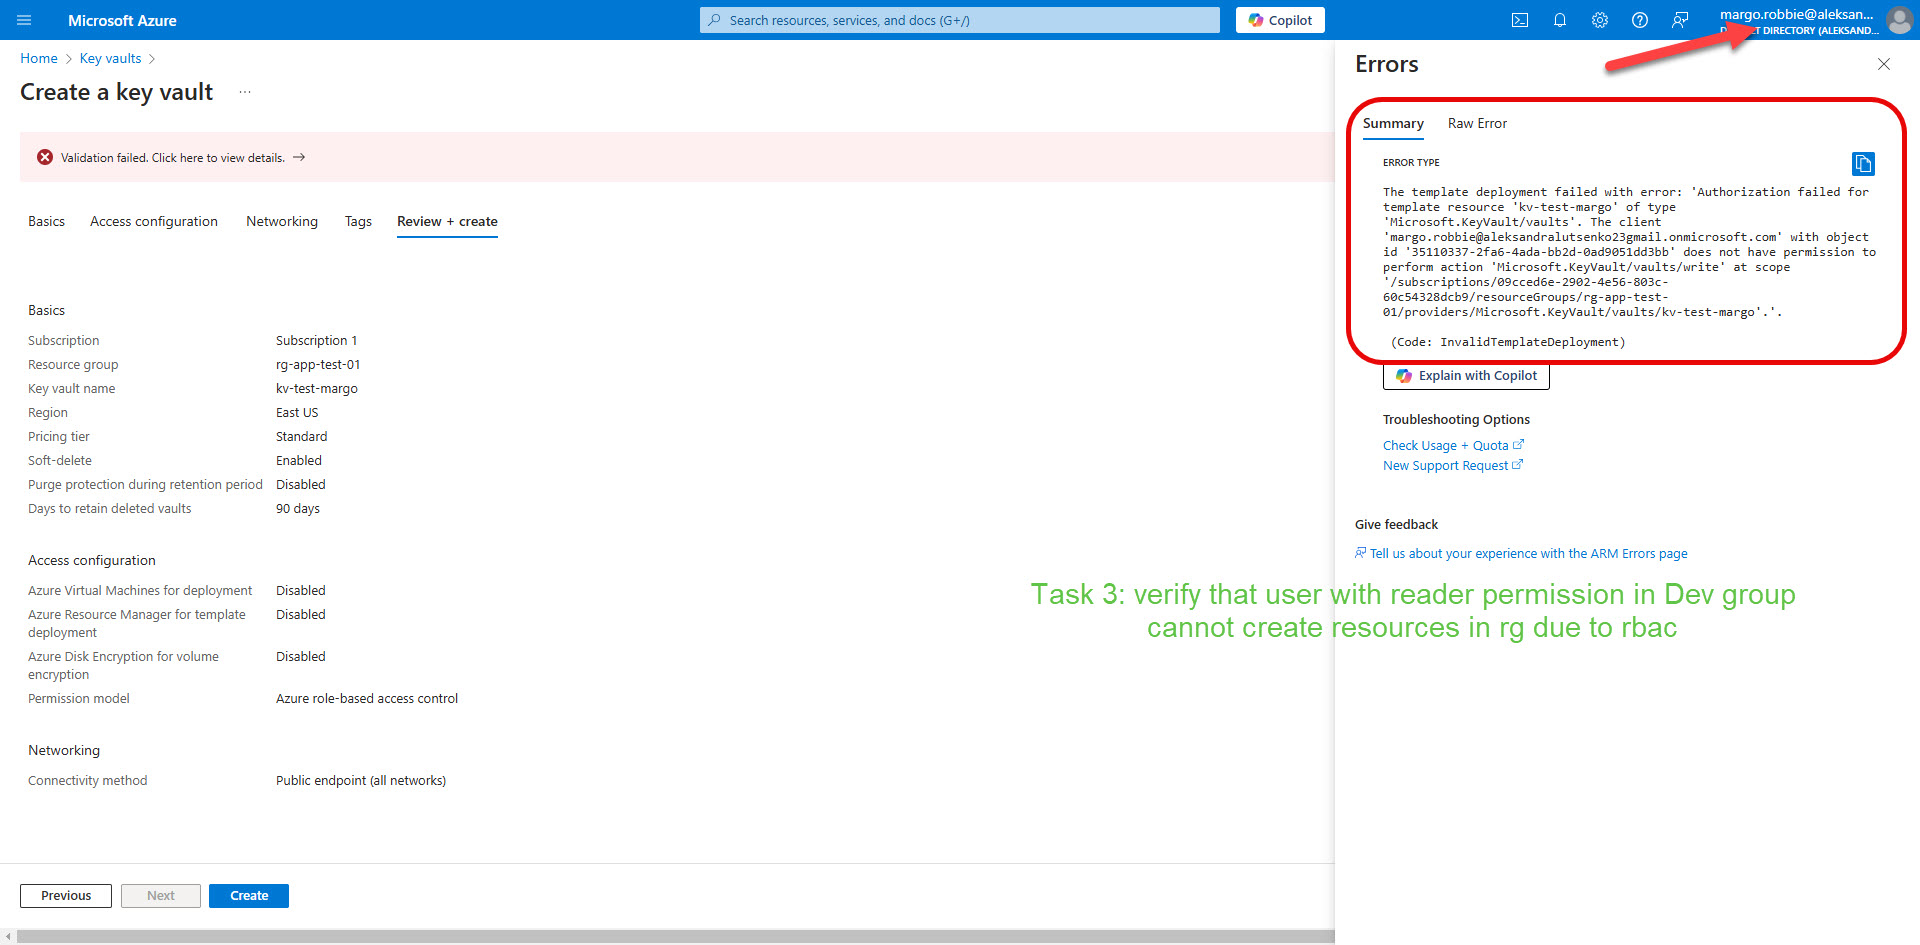 Microsoft Azure
Search resources, services, and docs (G+/)
Copilot
margo.robbie@aleksan...
DIRECTORY (ALEKSAND...
Home > Key vaults >
Create a key vault ...
Validation failed. Click here to view details. →
Basics Access configuration Networking Tags Review + create
Basics
Subscription Subscription 1
Resource group rg-app-test-01
Key vault name kv-test-margo
Region East US
Pricing tier Standard
Soft-delete Enabled
Purge protection during retention period Disabled
Days to retain deleted vaults 90 days
Access configuration
Azure Virtual Machines for deployment Disabled
Azure Resource Manager for template Disabled
deployment
Azure Disk Encryption for volume Disabled
encryption
Permission model Azure role-based access control
Networking
Connectivity method Public endpoint (all networks)
Previous Next Create
Errors
Summary Raw Error
ERROR TYPE
The template deployment failed with error: 'Authorization failed for
template resource 'kv-test-margo' of type
'Microsoft.KeyVault/vaults'. The client
'margo.robbie@aleksandralutsenko23gmail.onmicrosoft.com' with object
id '35110337-2fa6-4ada-bb2d-0ad9051dd3bb' does not have permission to
perform action 'Microsoft.KeyVault/vaults/write' at scope
'/subscriptions/09cced6e-2902-4e56-803c-
60c54328dcb9/resourceGroups/rg-app-test-
01/providers/Microsoft.KeyVault/vaults/kv-test-margo'.'.
(Code: InvalidTemplateDeployment)
Explain with Copilot
Troubleshooting Options
Check Usage + Quota
New Support Request
Give feedback
Tell us about your experience with the ARM Errors page
Task 3: verify that user with reader permission in Dev group
cannot create resources in rg due to rbac